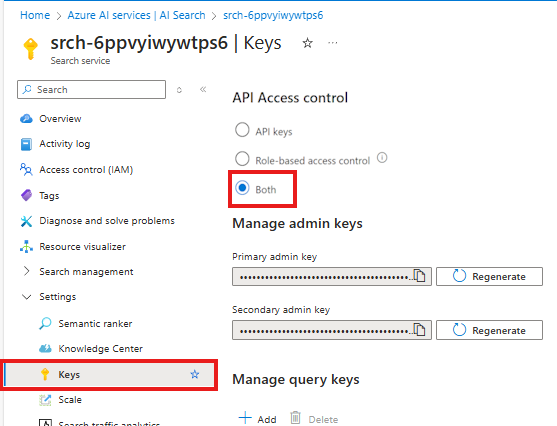 Home > Azure AI services | AI Search > srch-6ppvyiwywtps6
srch-6ppvyiwywtps6 | Keys
Search service
Search
Overview
Activity log
Access control (IAM)
Tags
Diagnose and solve problems
Resource visualizer
Search management
Settings
Semantic ranker
Knowledge Center
Keys
Scale
Search traffic analytics
API Access control
API keys
Role-based access control
Both
Manage admin keys
Primary admin key
Regenerate
Secondary admin key
Regenerate
Manage query keys
Add
Delete